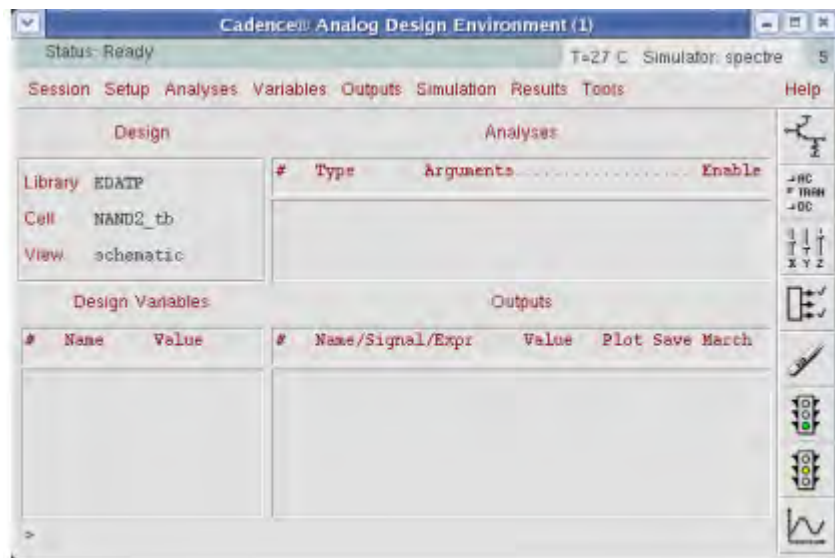 Cadence® Analog Design Environment (1)
Status: Ready T=27 C Simulator: spectre 5
Session Setup Analyses Variables Outputs Simulation Results Tools Help
Design Analyses
Library EDATP
Cell NAND2_tb
View schematic
# Type Arguments..................... Enable
AC
TRAN
DC
X Y Z
Design Variables Outputs
# Name Value # Name/Signal/Expr Value Plot Save March
>